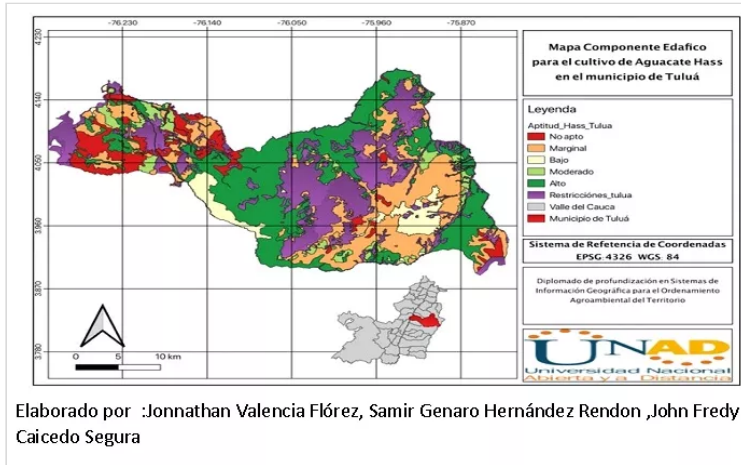 -76.230 -76.140 -76.050 -75.960 -75.870
4.230
4.140
4.050
3.960
3.870
3.780
0 5 10 km
Mapa Componente Edafico
para el cultivo de Aguacate Hass
en el municipio de Tuluá
Leyenda
Aptitud_Hass_Tulua
No apto
Marginal
Bajo
Moderado
Alto
Restricciónes_tulua
Valle del Cauca
Municipio de Tuluá
Sistema de Refetencia de Coordenadas
EPSG: 4326 WGS 84
Diplomado de profundización en Sistemas de
Información Geográfica para el Ordenamiento
Agroambiental del Territorio
UNAD
Universidad Nacional
Abierta y a Distancia
Elaborado por :Jonnathan Valencia Flórez, Samir Genaro Hernández Rendon ,John Fredy
Caicedo Segura